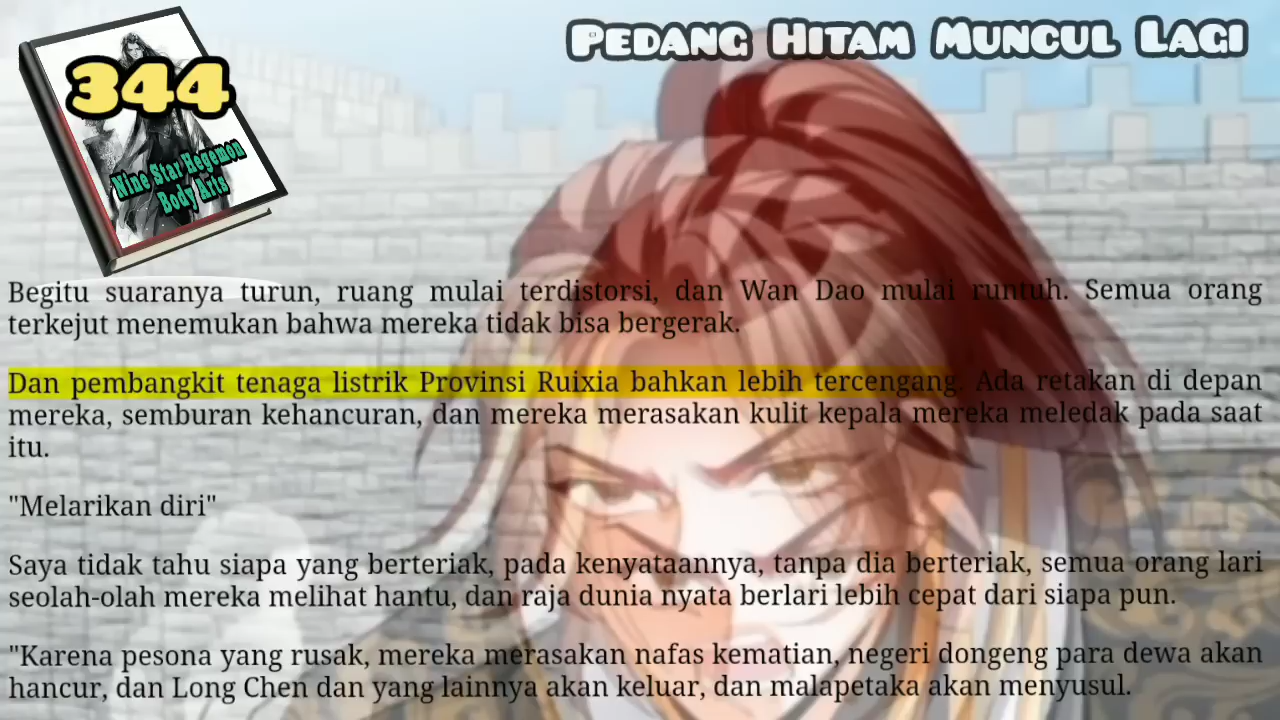 344
Nine Star Hegemon
Body Arts
Pedang Hitam Muncul Lagi
Begitu suaranya turun, ruang mulai terdistorsi, dan Wan Dao mulai runtuh. Semua orang
terkejut menemukan bahwa mereka tidak bisa bergerak.
Dan pembangkit tenaga listrik Provinsi Ruixia bahkan lebih tercengang. Ada retakan di depan
mereka, semburan kehancuran, dan mereka merasakan kulit kepala mereka meledak pada saat
itu.
"Melarikan diri"
Saya tidak tahu siapa yang berteriak, pada kenyataannya, tanpa dia berteriak, semua orang lari
seolah-olah mereka melihat hantu, dan raja dunia nyata berlari lebih cepat dari siapa pun.
"Karena pesona yang rusak, mereka merasakan nafas kematian, negeri dongeng para dewa akan
hancur, dan Long Chen dan yang lainnya akan keluar, dan malapetaka akan menyusul.